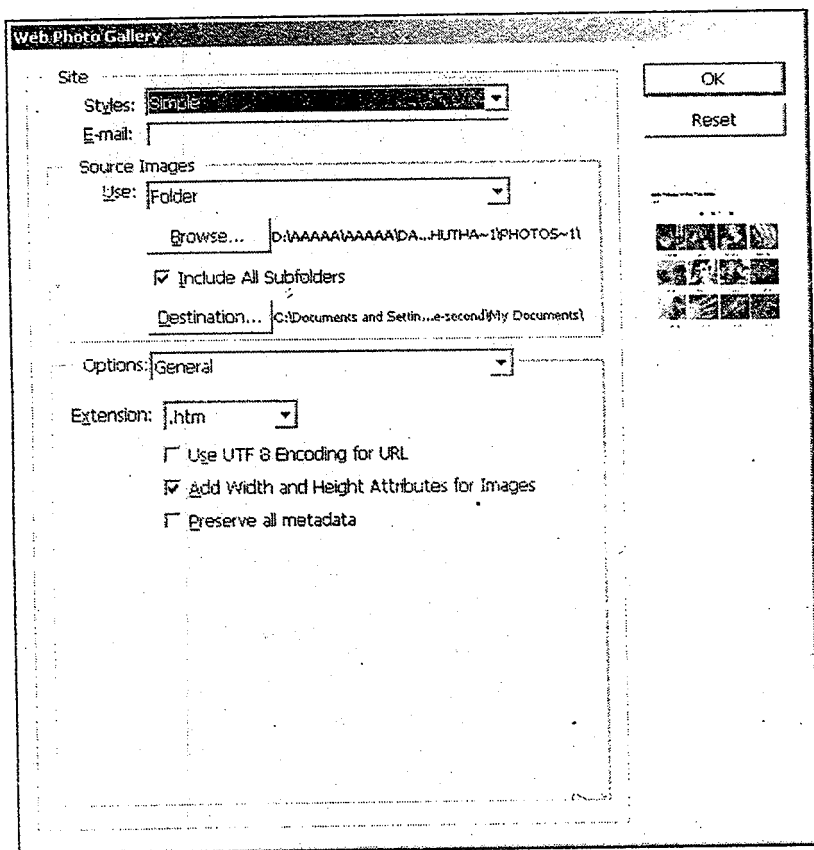 Web Photo Gallery
Site
Styles: Simple
E-mail:
Source Images
Use: Folder
Browse... D:\AAAAA\AAAAA\DA...HUTHA~1\PHOTOS~1\
Include All Subfolders
Destination... C:\Documents and Settin...e-second\My Documents\
Options: General
Extension: .htm
Use UTF 8 Encoding for URL
Add Width and Height Attributes for Images
Preserve all metadata
OK
Reset